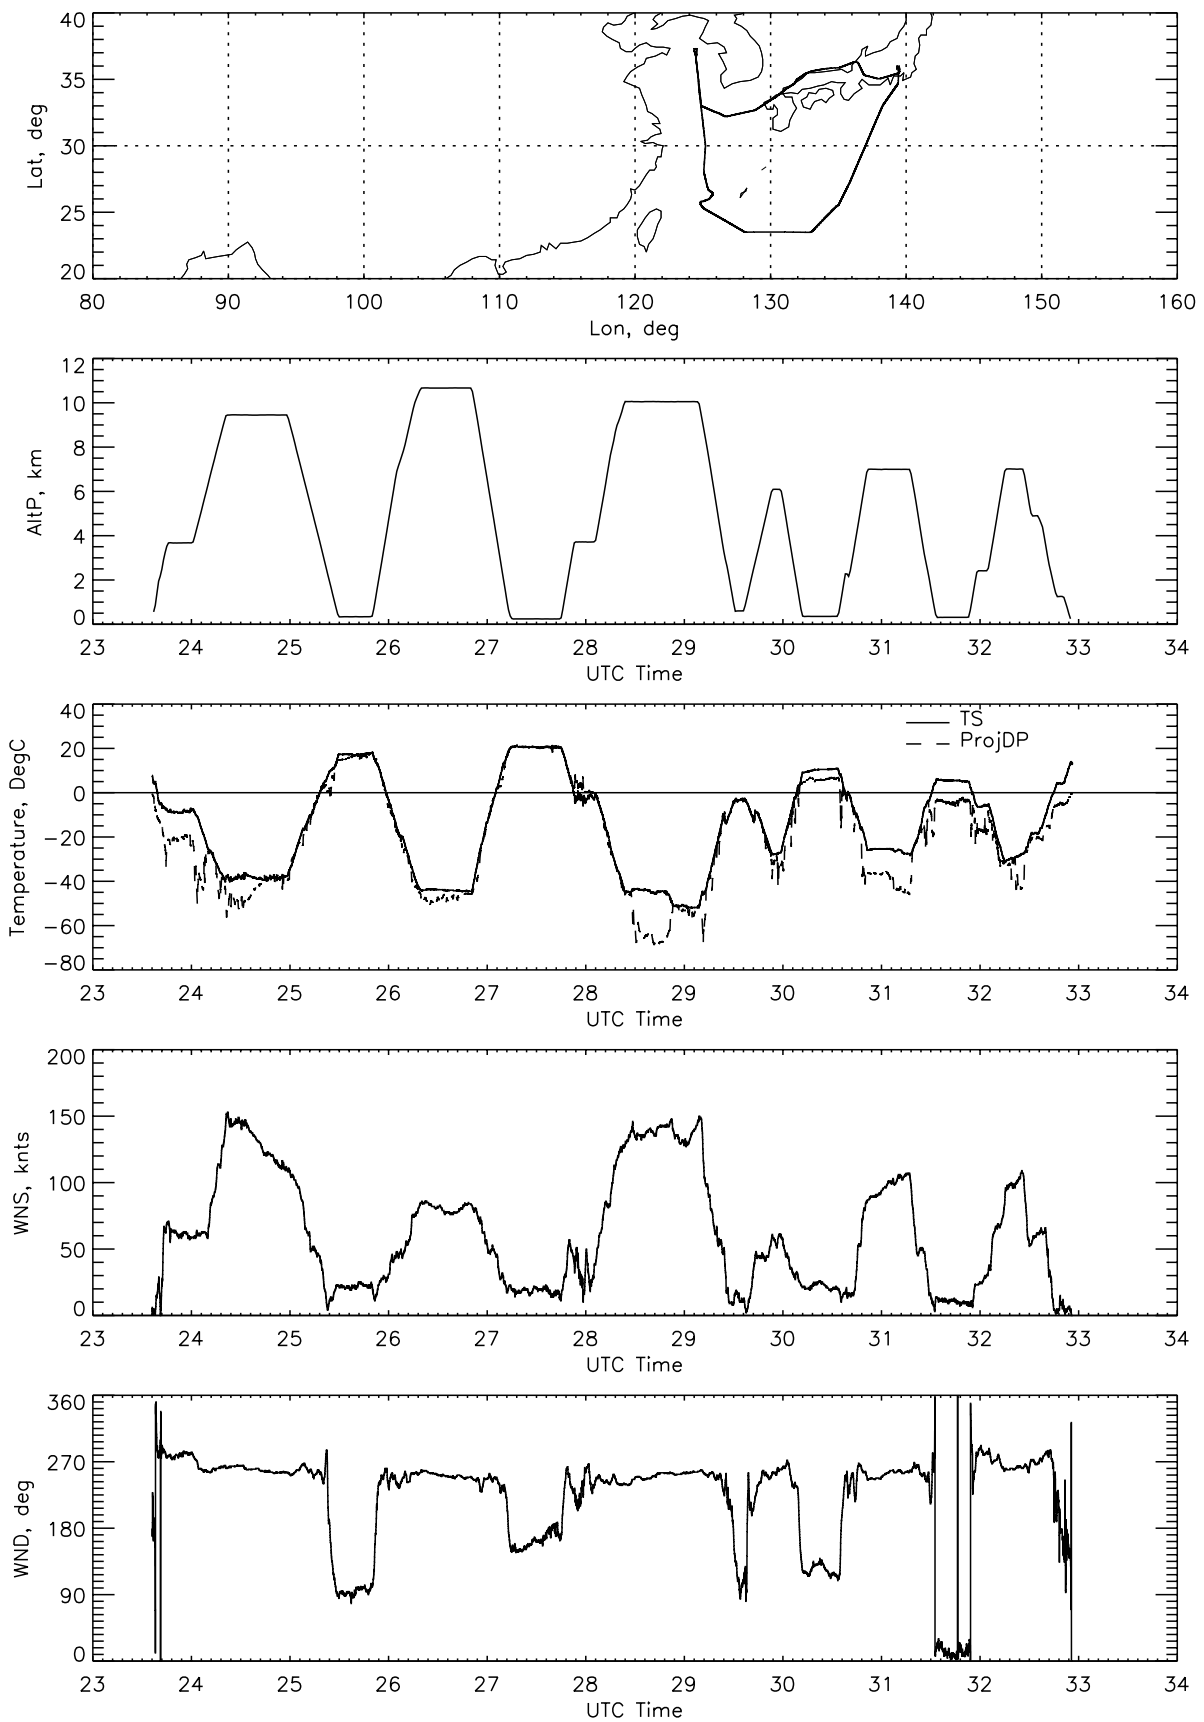 40
35
30
25
20
Lat, deg
80 90 100 110 120 130 140 150 160
Lon, deg
12
10
8
6
4
2
0
AltP, km
23 24 25 26 27 28 29 30 31 32 33 34
UTC Time
40
20
0
-20
-40
-60
-80
Temperature, DegC
TS
ProjDP
23 24 25 26 27 28 29 30 31 32 33 34
UTC Time
200
150
100
50
0
WNS, knts
23 24 25 26 27 28 29 30 31 32 33 34
UTC Time
360
270
180
90
0
WND, deg
23 24 25 26 27 28 29 30 31 32 33 34
UTC Time